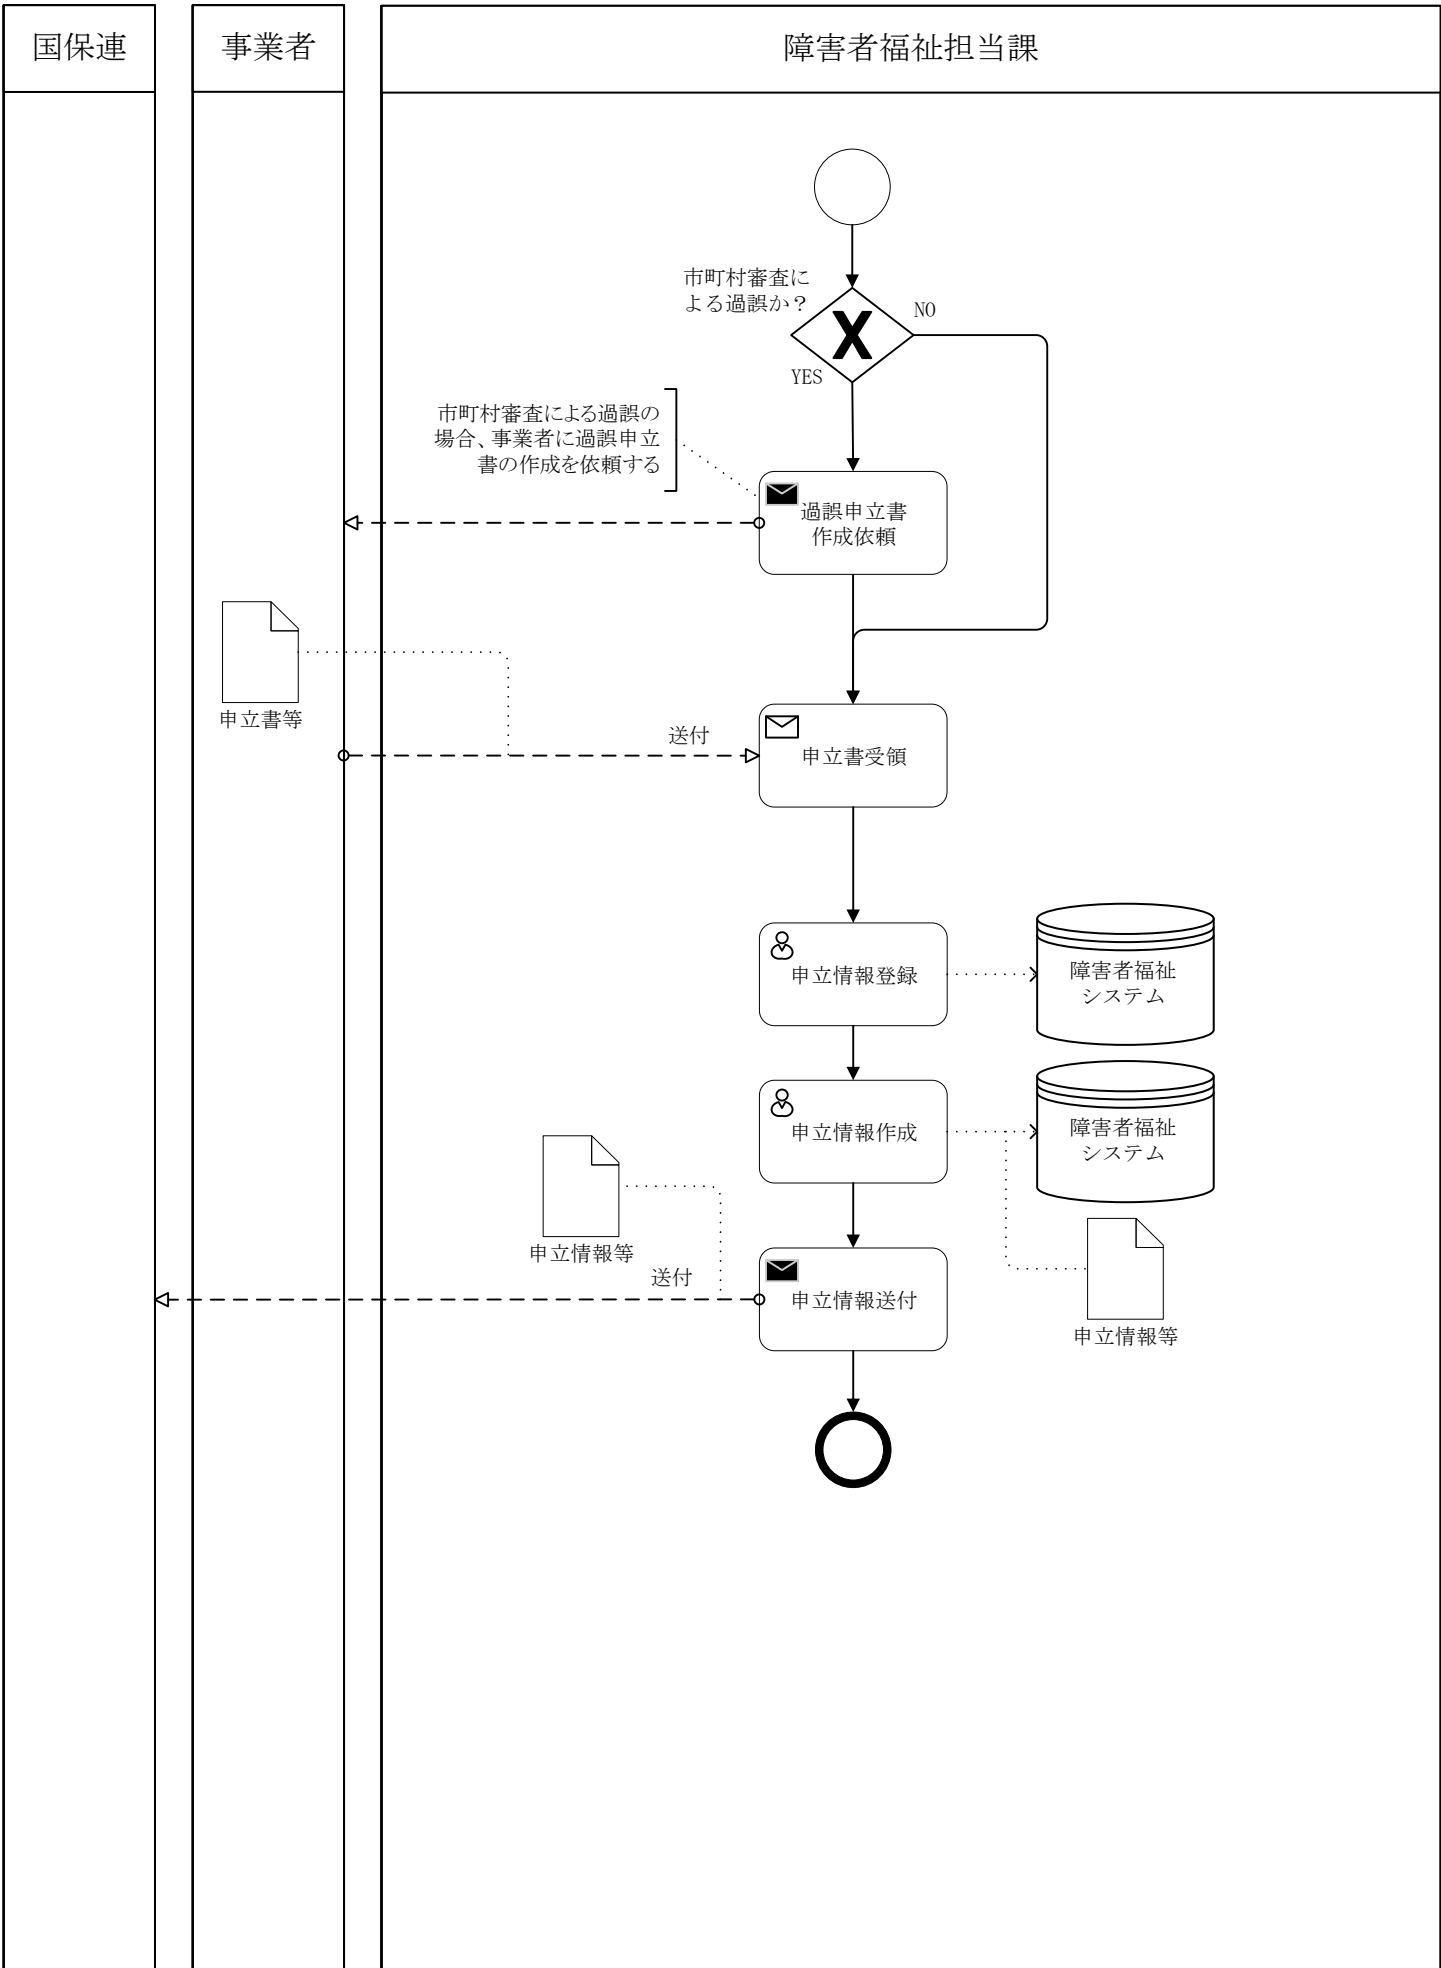 国保連
事業者
障害者福祉担当課
市町村審査に
よる過誤か？
NO
YES
市町村審査による過誤の
場合、事業者に過誤申立
書の作成を依頼する
過誤申立書
作成依頼
申立書等
送付
申立書受領
申立情報登録
障害者福祉
システム
申立情報作成
障害者福祉
システム
申立情報等
送付
申立情報送付
申立情報等